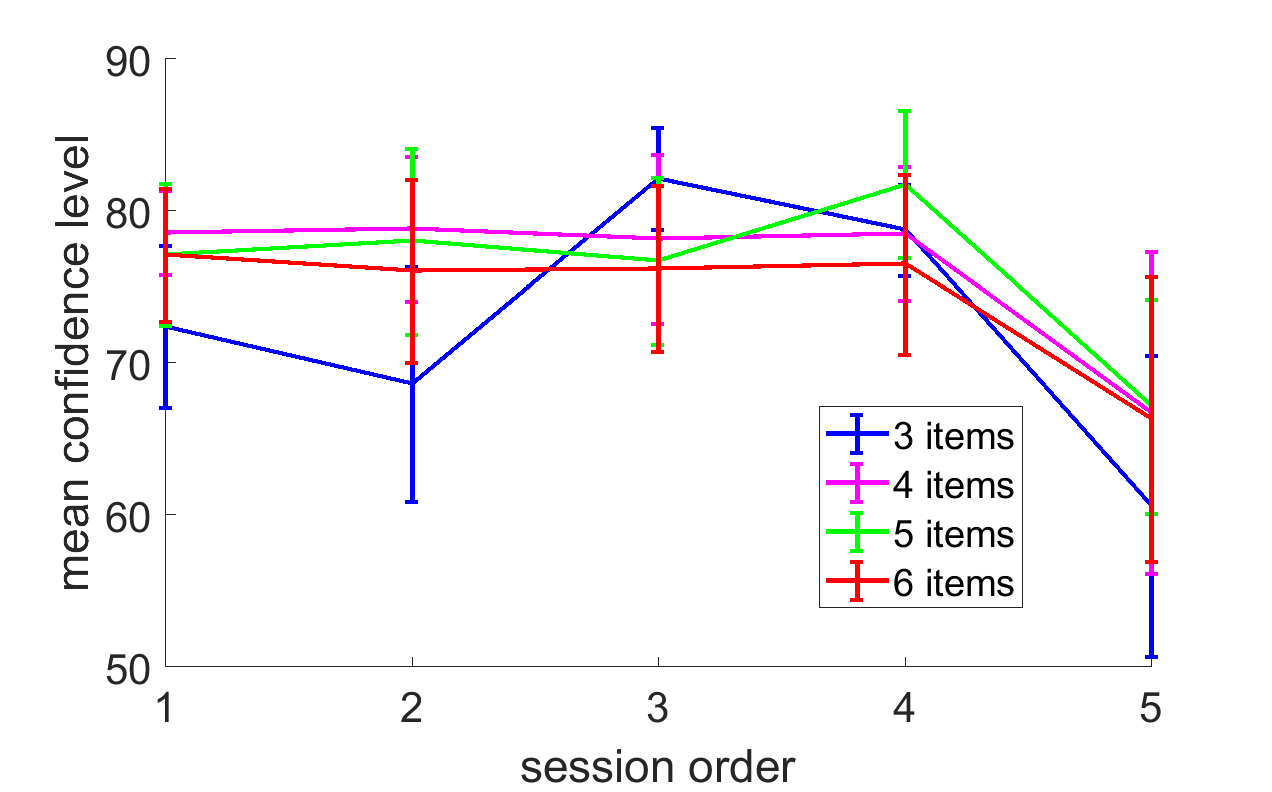 mean confidence level
90
80
70
60
50
1 2 3 4 5
session order
3 items
4 items
5 items
6 items